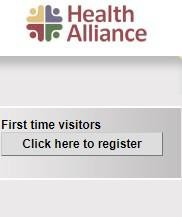 Health
Alliance
First time visitors
Click here to register